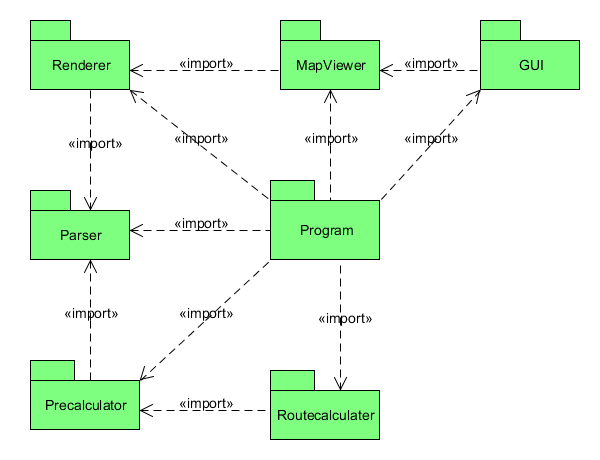 Renderer
«import»
MapViewer
«import»
GUI
«import»
«import»
«import»
«import»
Parser
«import»
Program
«import»
«import»
«import»
Precalculator
«import»
Routecalculater